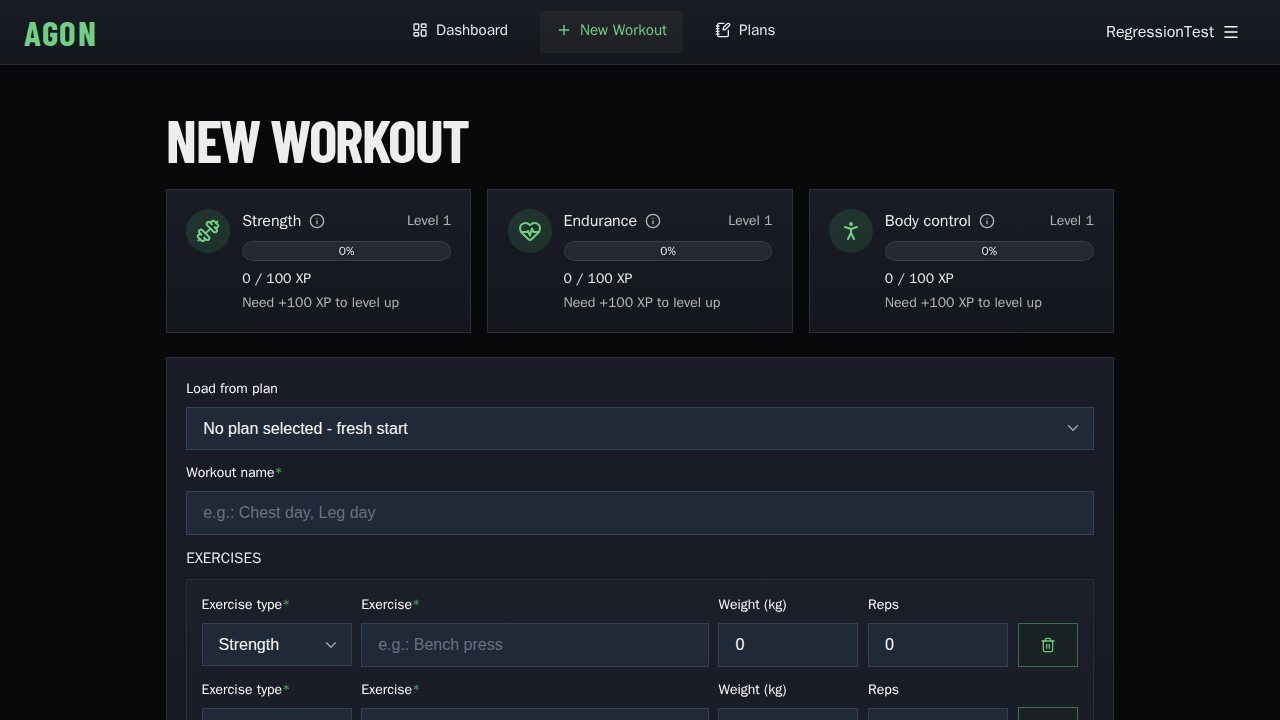 AGON
Dashboard
New Workout
Plans
RegressionTest
NEW WORKOUT
Strength
Level 1
0%
0 / 100 XP
Need +100 XP to level up
Endurance
Level 1
0%
0 / 100 XP
Need +100 XP to level up
Body control
Level 1
0%
0 / 100 XP
Need +100 XP to level up
Load from plan
No plan selected - fresh start
Workout name*
e.g.: Chest day, Leg day
EXERCISES
Exercise type* Exercise* Weight (kg) Reps
Strength e.g.: Bench press 0 0
Exercise type* Exercise* Weight (kg) Reps